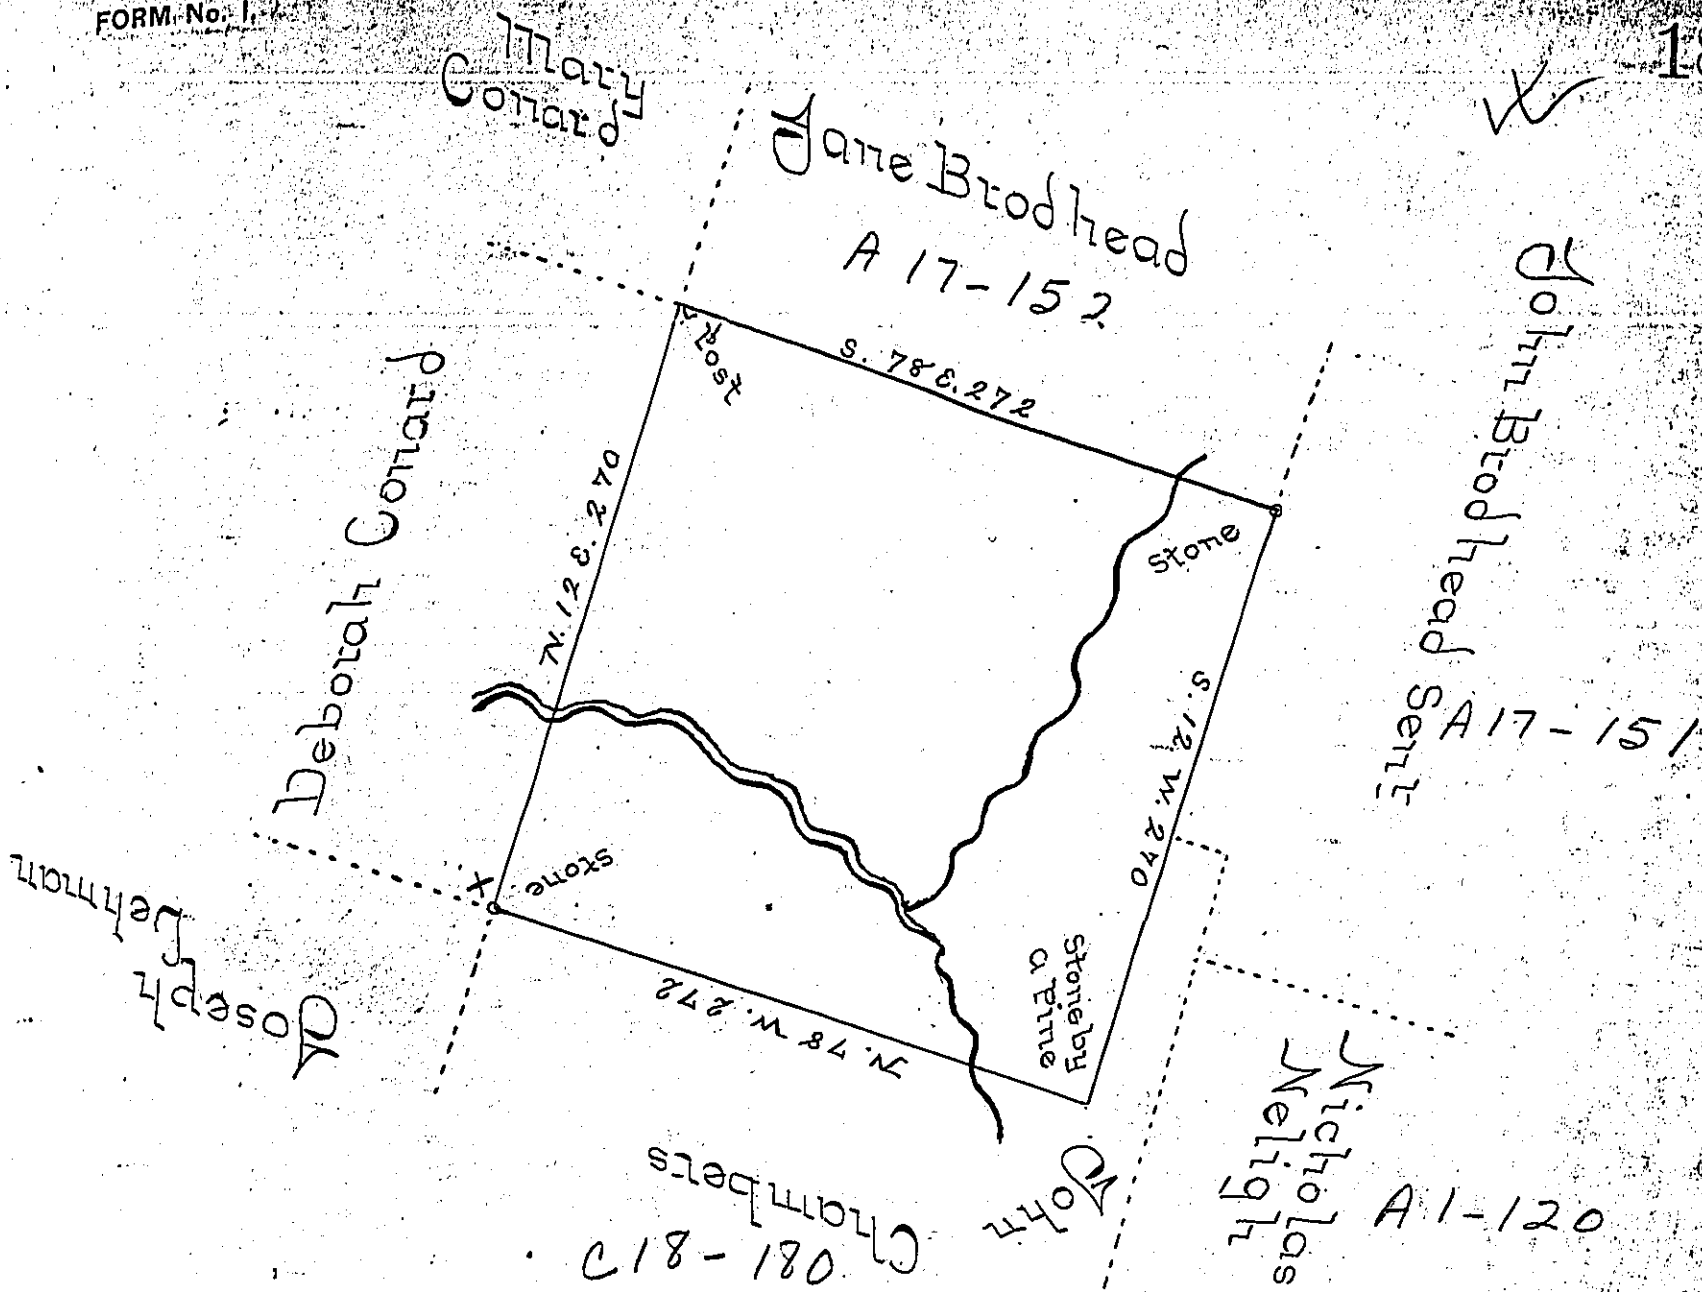 FORM. No. 1.
18
Mary
Conard
Jane Brodhead
A 17-152
John Brodhead Senr
A 17-151
Deborah Conard
Post
S. 78 E. 272
stone
N. 12 E. 270
S. 12 W. 270
stone
Stone by
a Pine
N. 78 W. 272
X
Joseph
Lehman
John
Chambers
C 18-180
Nicholas
Neligh
A 1-120